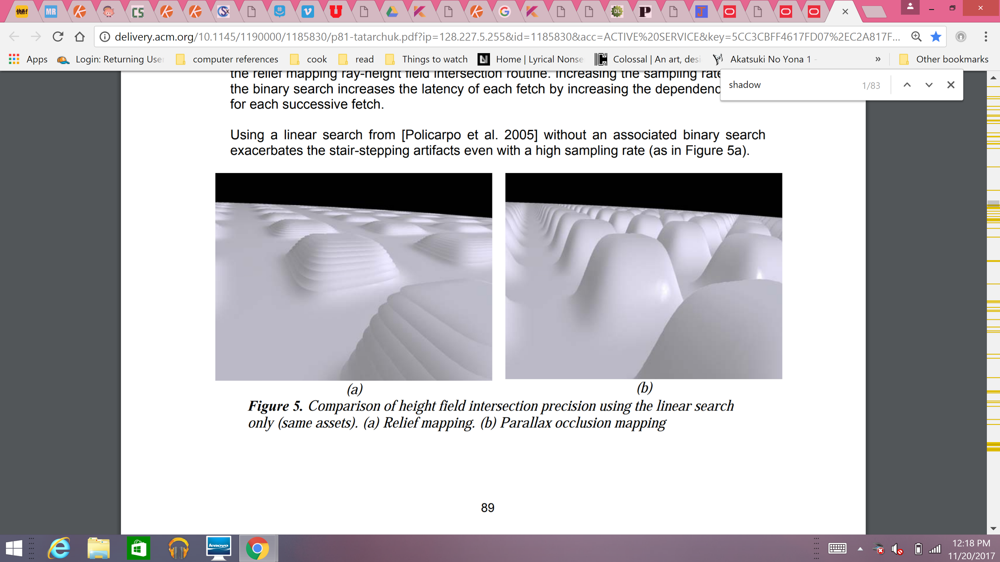 MR
CS
DL
P
J
delivery.acm.org/10.1145/1190000/1185830/p81-tatarchuk.pdf?ip=128.227.5.255&id=1185830&acc=ACTIVE%20SERVICE&key=5CC3CBFF4617FD07%2EC2A817F...
Apps Login: Returning User computer references cook read Things to watch Home | Lyrical Nonse Colossal | An art, desi Akatsuki No Yona 1 - » Other bookmarks
shadow 1/83
the relief mapping ray-height field intersection routine. Increasing the sampling rate
the binary search increases the latency of each fetch by increasing the dependenc
for each successive fetch.
Using a linear search from [Policarpo et al. 2005] without an associated binary search
exacerbates the stair-stepping artifacts even with a high sampling rate (as in Figure 5a).
(a) (b)
Figure 5. Comparison of height field intersection precision using the linear search
only (same assets). (a) Relief mapping. (b) Parallax occlusion mapping
89
lenovo
12:18 PM
11/20/2017